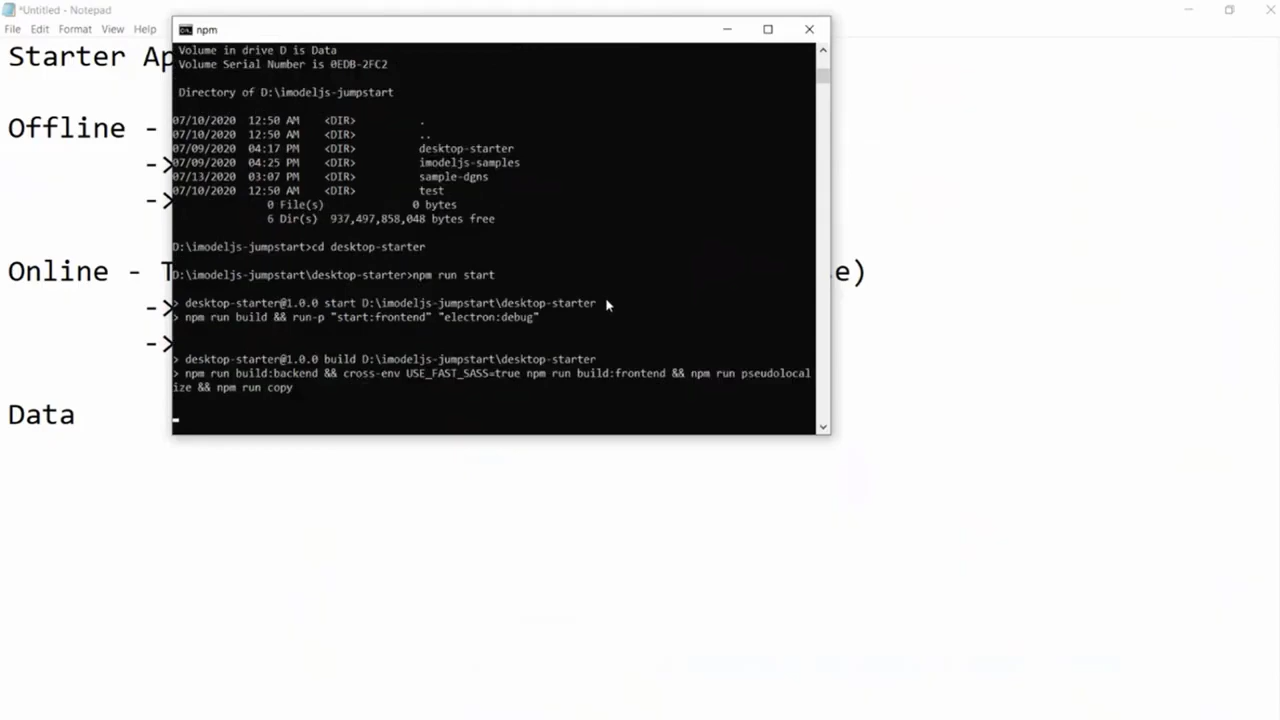 *Untitled - Notepad
File Edit Format View Help
Starter Ap
Offline -
->
->
Online - T
e)
->
->
Data
npm
Volume in drive D is Data
Volume Serial Number is 0EDB-2FC2
Directory of D:\imodeljs-jumpstart
07/10/2020 12:50 AM <DIR> .
07/10/2020 12:50 AM <DIR> ..
07/09/2020 04:17 PM <DIR> desktop-starter
07/09/2020 04:25 PM <DIR> imodeljs-samples
07/13/2020 03:07 PM <DIR> sample-dgns
07/10/2020 12:50 AM <DIR> test
0 File(s) 0 bytes
6 Dir(s) 937,497,858,048 bytes free
D:\imodeljs-jumpstart>cd desktop-starter
D:\imodeljs-jumpstart\desktop-starter>npm run start
> desktop-starter@1.0.0 start D:\imodeljs-jumpstart\desktop-starter
> npm run build && run-p "start:frontend" "electron:debug"
> desktop-starter@1.0.0 build D:\imodeljs-jumpstart\desktop-starter
> npm run build:backend && cross-env USE_FAST_SASS=true npm run build:frontend && npm run pseudolocal
ize && npm run copy